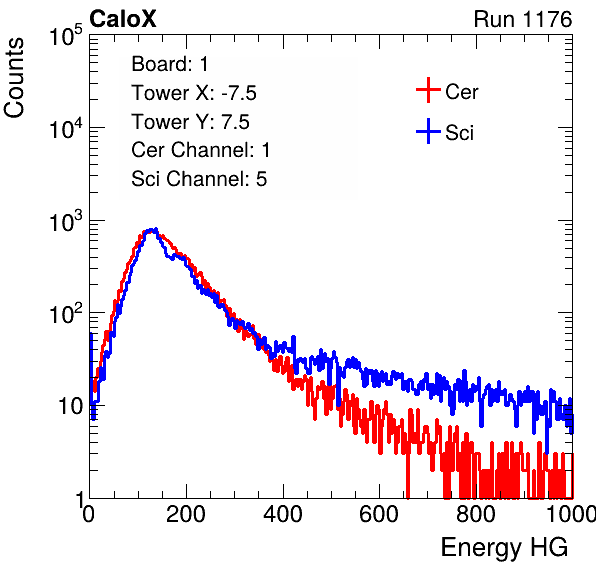 CaloX Run 1176
Counts
10^5
10^4
10^3
10^2
10
1
Board: 1
Tower X: -7.5
Tower Y: 7.5
Cer Channel: 1
Sci Channel: 5
Cer
Sci
0 200 400 600 800 1000
Energy HG